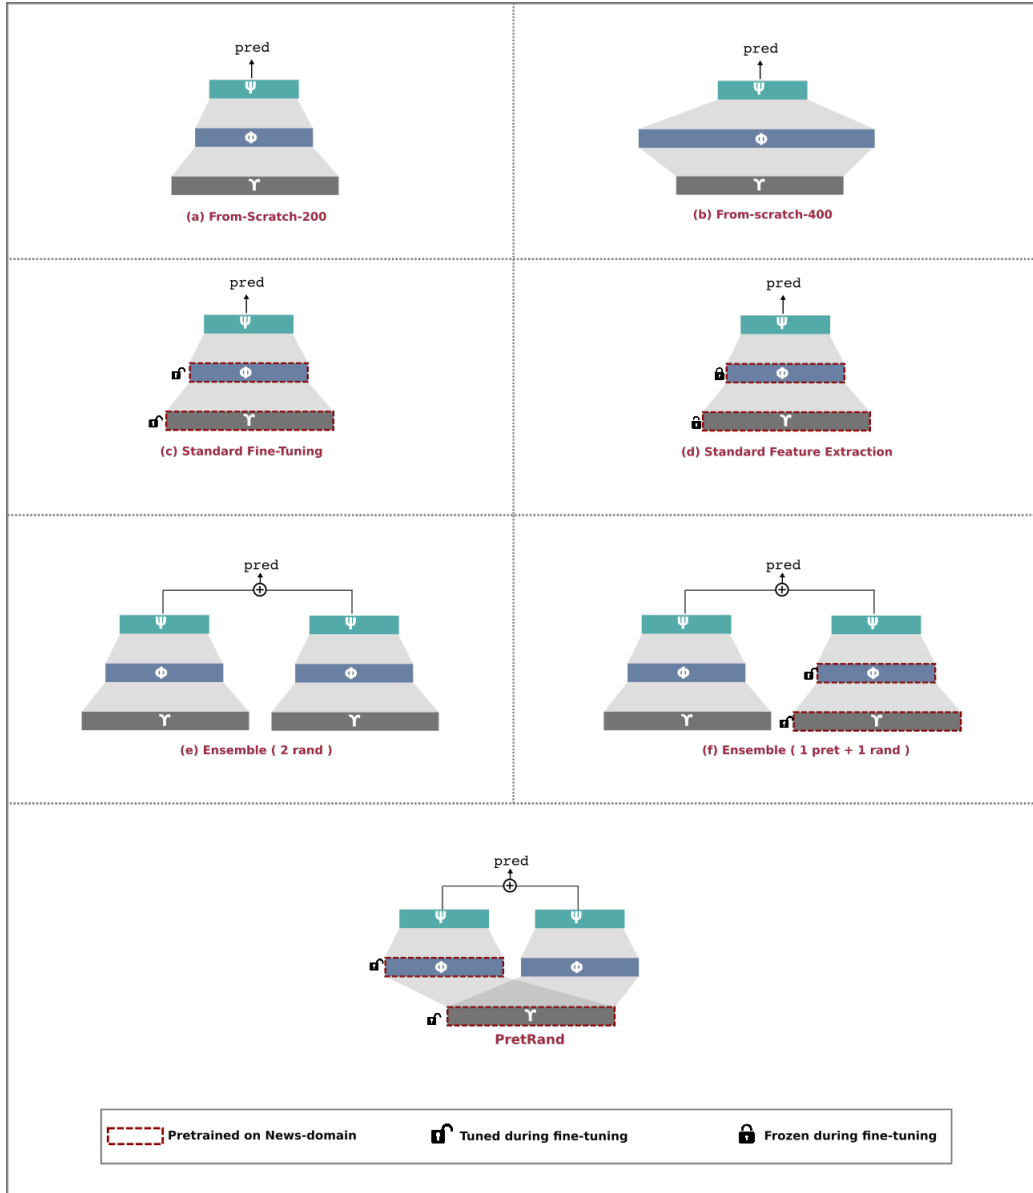 pred
Ψ
Φ
ϒ
(a) From-Scratch-200
pred
Ψ
Φ
ϒ
(b) From-scratch-400
pred
Ψ
Φ
ϒ
(c) Standard Fine-Tuning
pred
Ψ
Φ
ϒ
(d) Standard Feature Extraction
pred
+
Ψ Ψ
Φ Φ
ϒ ϒ
(e) Ensemble ( 2 rand )
pred
+
Ψ Ψ
Φ Φ
ϒ ϒ
(f) Ensemble ( 1 pret + 1 rand )
pred
+
Ψ Ψ
Φ Φ
ϒ
PretRand
Pretrained on News-domain
Tuned during fine-tuning
Frozen during fine-tuning